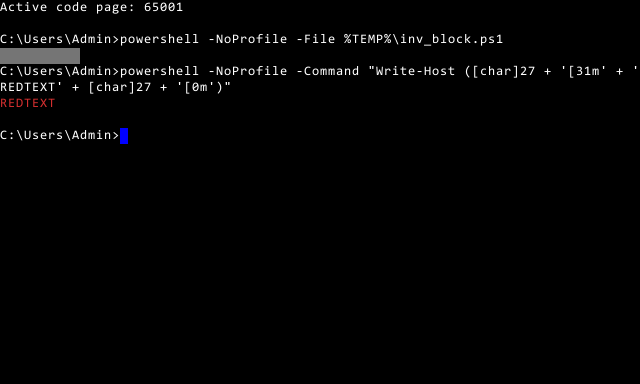 Active code page: 65001
C:\Users\Admin>powershell -NoProfile -File %TEMP%\inv_block.ps1
C:\Users\Admin>powershell -NoProfile -Command "Write-Host ([char]27 + '[31m' + '
REDTEXT' + [char]27 + '[0m')"
REDTEXT
C:\Users\Admin>